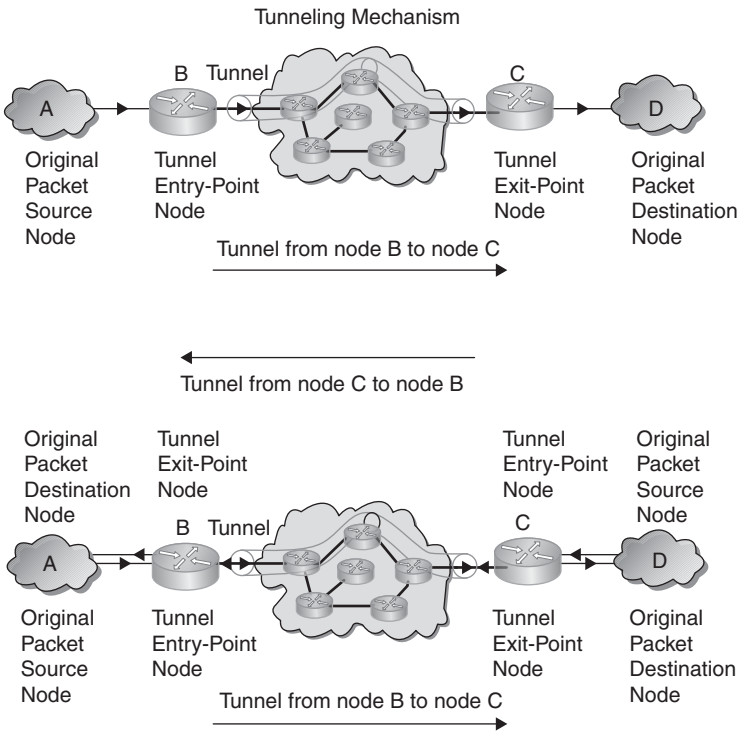 Tunneling Mechanism
B
Tunnel
C
A
D
Original
Packet
Source
Node
Tunnel
Entry-Point
Node
Tunnel
Exit-Point
Node
Original
Packet
Destination
Node
Tunnel from node B to node C
Tunnel from node C to node B
Original
Packet
Destination
Node
Tunnel
Exit-Point
Node
Tunnel
Entry-Point
Node
Original
Packet
Source
Node
B
Tunnel
C
A
D
Original
Packet
Source
Node
Tunnel
Entry-Point
Node
Tunnel
Exit-Point
Node
Original
Packet
Destination
Node
Tunnel from node B to node C